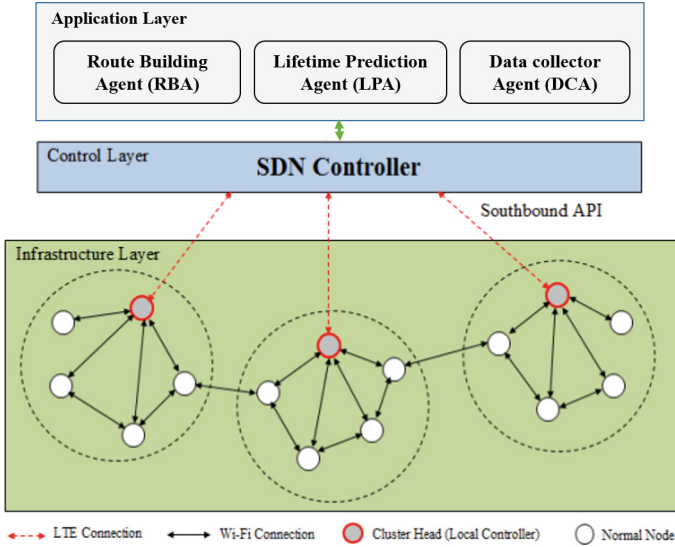 Application Layer
Route Building
Agent (RBA)
Lifetime Prediction
Agent (LPA)
Data collector
Agent (DCA)
Control Layer
SDN Controller
Southbound API
Infrastructure Layer
LTE Connection
Wi-Fi Connection
Cluster Head (Local Controller)
Normal Node